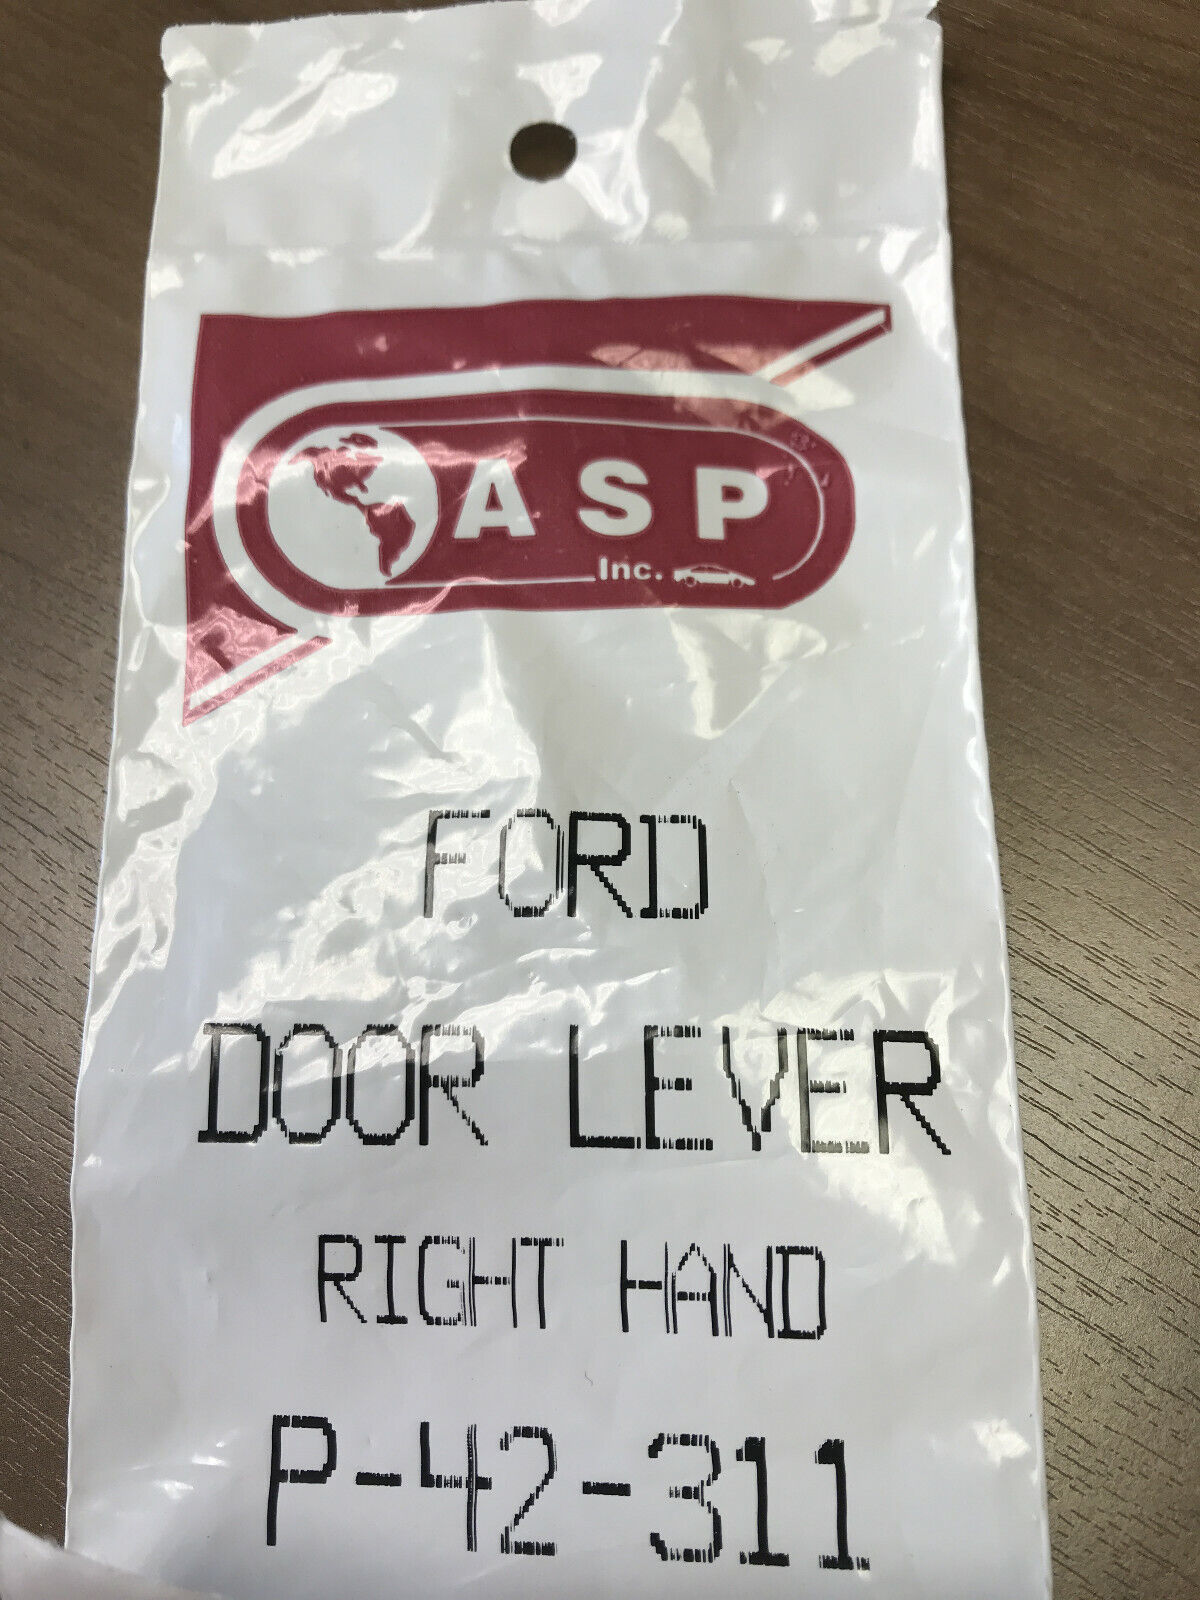 ASP
Inc.
FORD
DOOR LEVER
RIGHT HAND
P-42-311